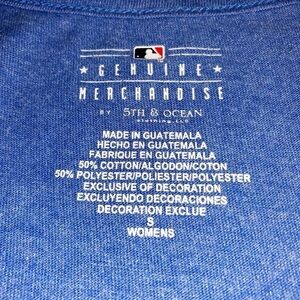 GENUINE
★ MERCHANDISE ★
BY 5TH & OCEAN
clothing, LLC
MADE IN GUATEMALA
HECHO EN GUATEMALA
FABRIQUE EN GUATEMALA
50% COTTON/ALGODON/COTON
50% POLYESTER/POLIESTER/POLYESTER
EXCLUSIVE OF DECORATION
EXCLUYENDO DECORACIONES
DECORATION EXCLUE
S
WOMENS